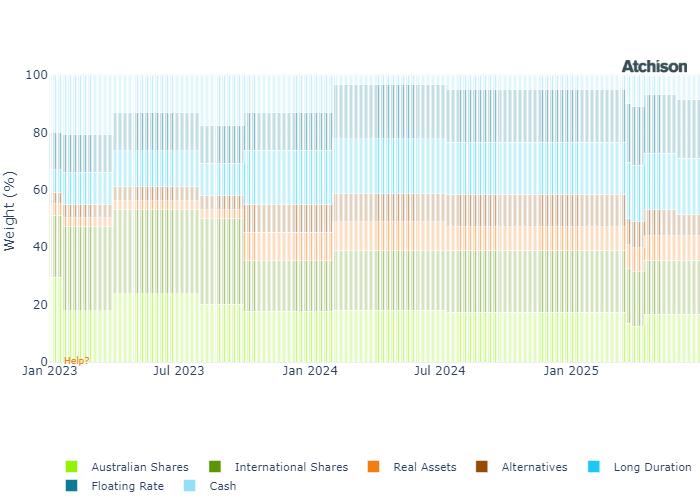 Atchison
100
80
60
40
20
0
Weight (%)
Help?
Jan 2023 Jul 2023 Jan 2024 Jul 2024 Jan 2025
Australian Shares International Shares Real Assets Alternatives Long Duration
Floating Rate Cash